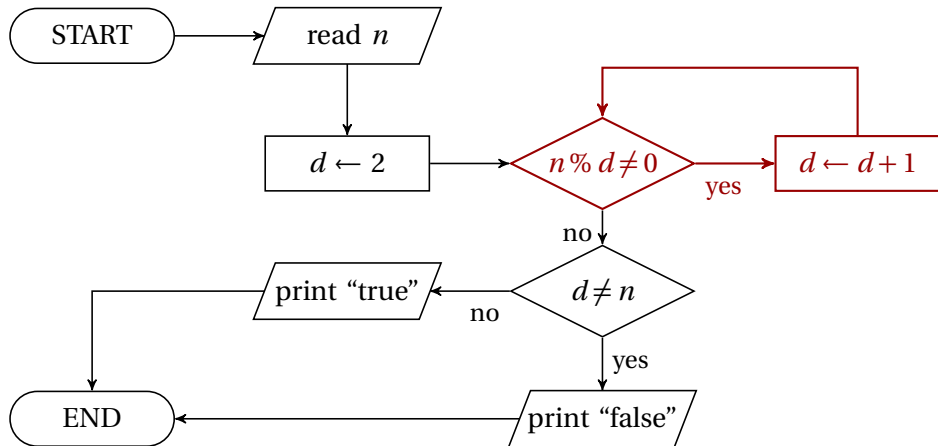 START
read n
d ← 2
n % d ≠ 0
yes
d ← d + 1
no
d ≠ n
no
print “true”
yes
END
print “false”